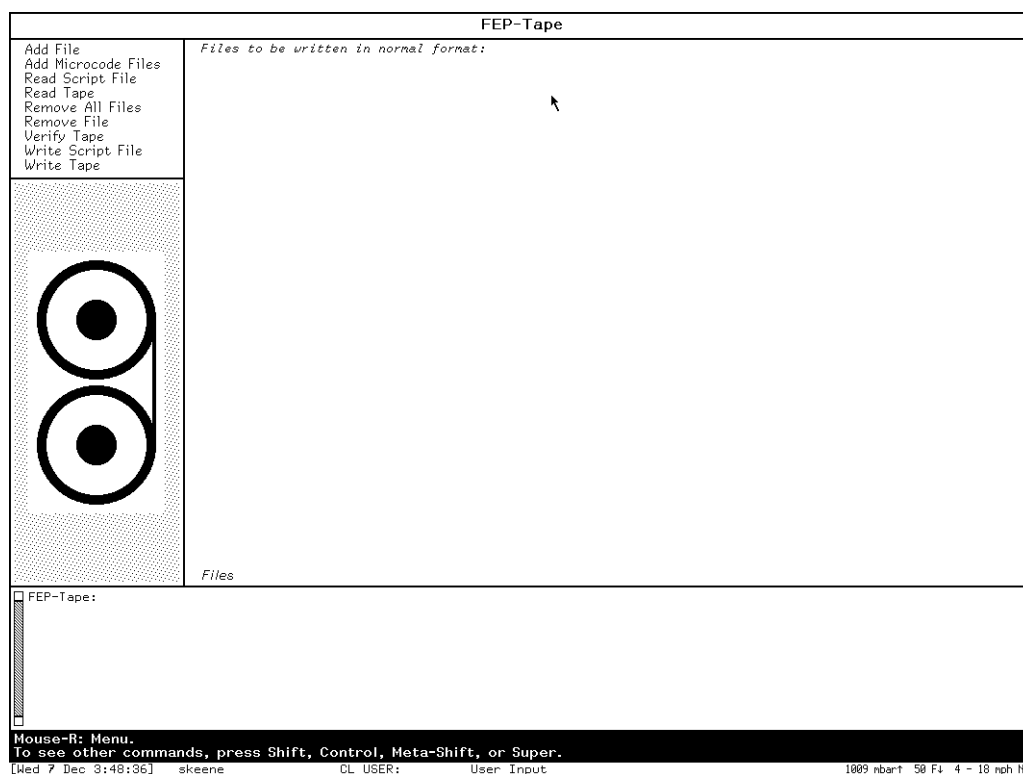 FEP-Tape
Add File
Add Microcode Files
Read Script File
Read Tape
Remove All Files
Remove File
Verify Tape
Write Script File
Write Tape
Files to be written in normal format:
Files
FEP-Tape:
Mouse-R: Menu.
To see other commands, press Shift, Control, Meta-Shift, or Super.
[Wed 7 Dec 3:48:36] skeene CL USER: User Input 1009 mbar↑ 50 F↓ 4 - 18 mph N